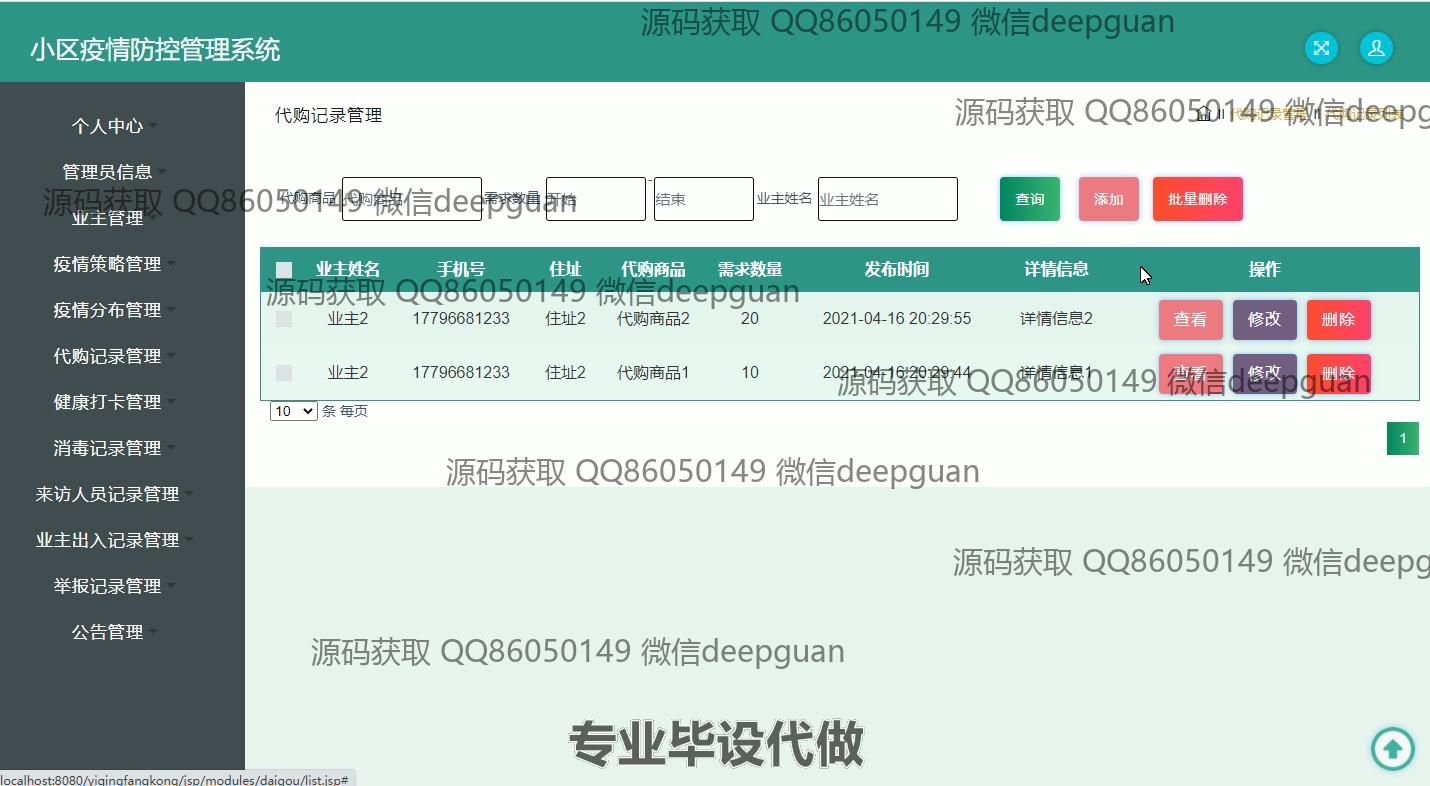 源码获取 QQ86050149 微信deepguan
小区疫情防控管理系统
个人中心
管理员信息
业主管理
疫情策略管理
疫情分布管理
代购记录管理
健康打卡管理
消毒记录管理
来访人员记录管理
业主出入记录管理
举报记录管理
公告管理
代购记录管理
代购记录管理 // 代购记录列表
源码获取 QQ86050149 微信deepg
代购商品 代购商品 需求数量 开始 - 结束 业主姓名 业主姓名 查询 添加 批量删除
源码获取 QQ86050149 微信deepguan
业主姓名 手机号 住址 代购商品 需求数量 发布时间 详情信息 操作
源码获取 QQ86050149 微信deepguan
业主2 17796681233 住址2 代购商品2 20 2021-04-16 20:29:55 详情信息2 查看 修改 删除
业主2 17796681233 住址2 代购商品1 10 2021-04-16 20:29:44 详情信息1 查看 修改 删除
源码获取 QQ86050149 微信deepguan
10 条 每页
1
源码获取 QQ86050149 微信deepguan
源码获取 QQ86050149 微信deepg
源码获取 QQ86050149 微信deepguan
专业毕设代做
localhost:8080/yiqingfangkong/jsp/modules/daigou/list.jsp#